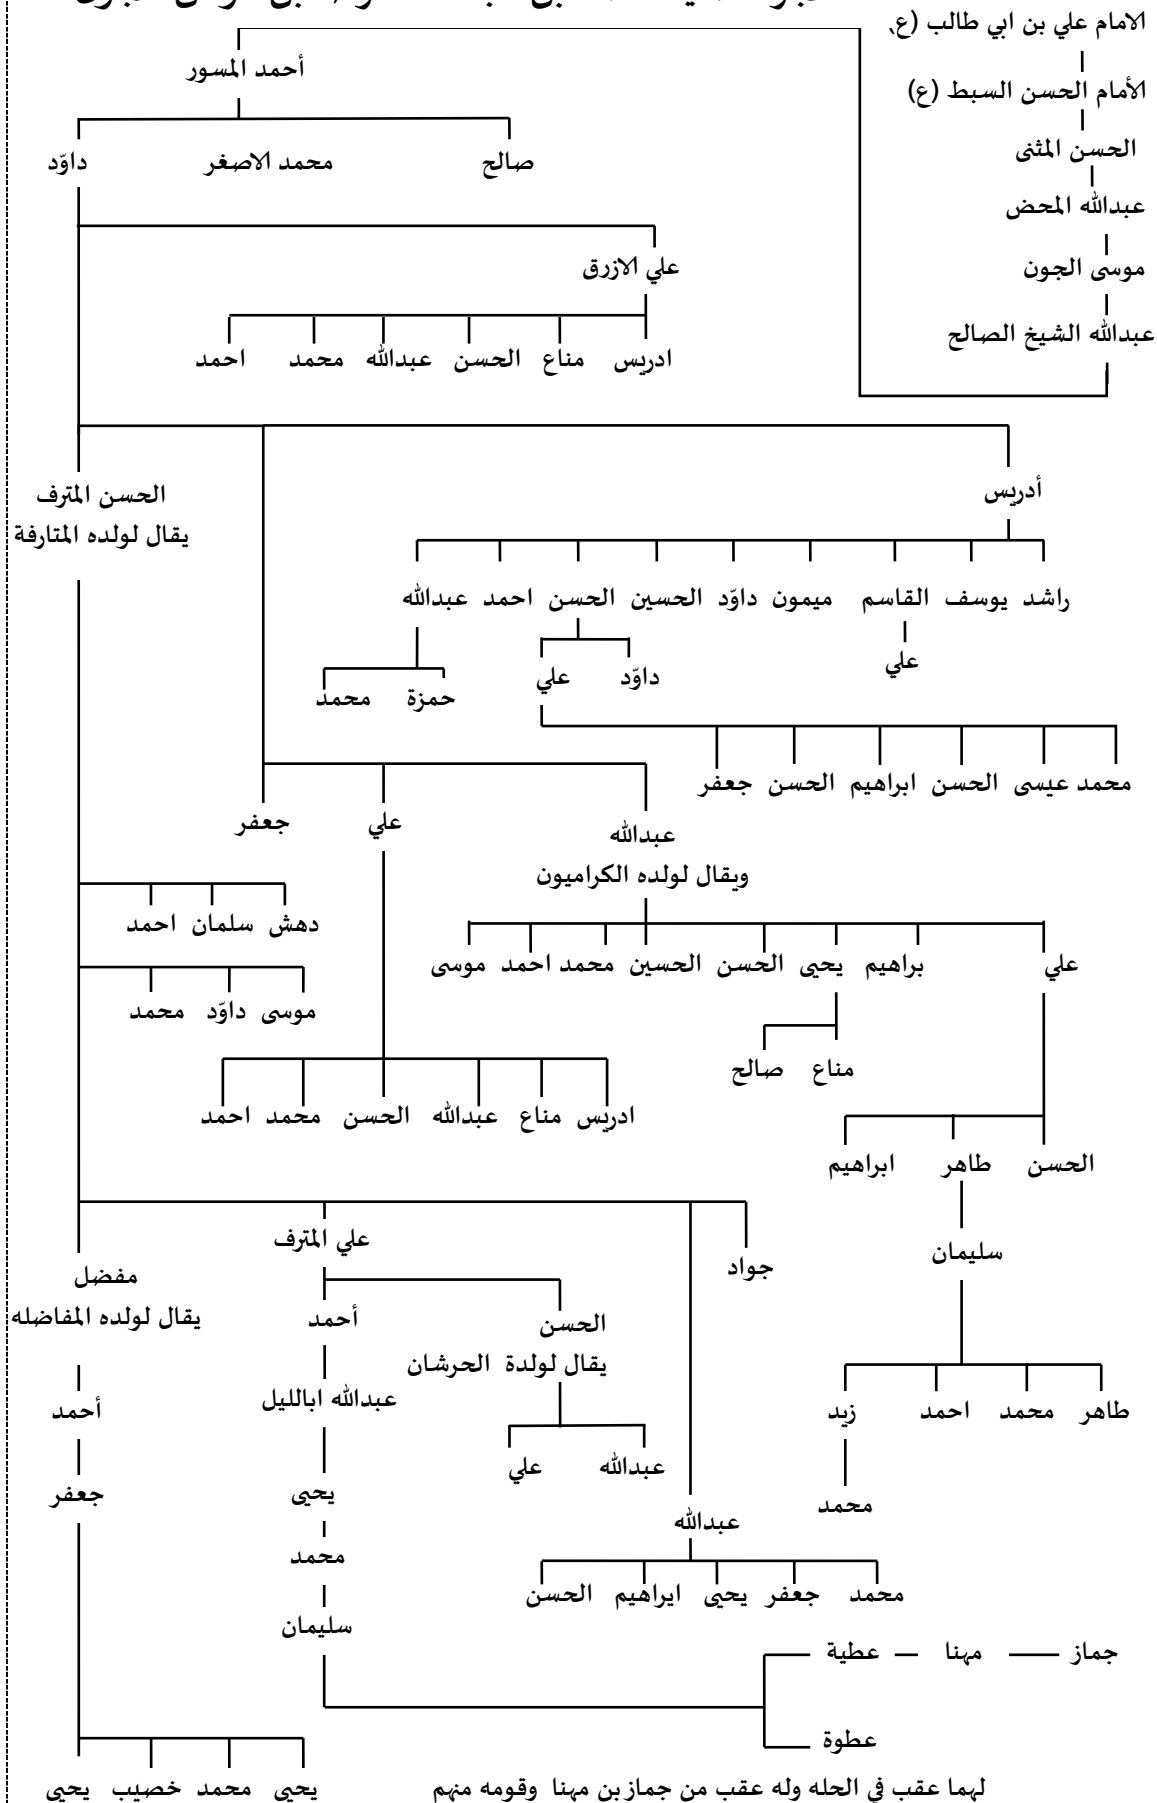 الامام علي بن ابي طالب (ع)
الأمام الحسن السبط (ع)
الحسن المثنى
عبدالله المحض
موسى الجون
عبدالله الشيخ الصالح
أحمد المسور
صالح محمد الاصغر داوّد
علي الازرق
ادريس مناع الحسن عبدالله محمد احمد
أدريس
الحسن المترف
يقال لولده المتارفة
راشد يوسف القاسم ميمون داوّد الحسين الحسن احمد عبدالله
علي
داوّد علي
حمزة محمد
محمد عيسى الحسن ابراهيم الحسن جعفر
عبدالله علي جعفر
ويقال لولده الكراميون
دهش سلمان احمد
علي براهيم يحيى الحسن الحسين محمد احمد موسى
موسى داوّد محمد
مناع صالح
ادريس مناع عبدالله الحسن محمد احمد
الحسن طاهر ابراهيم
علي المترف
سليمان
جواد
مفضل
يقال لولده المفاضله
أحمد
الحسن
يقال لولدة الحرشان
عبدالله ابالليل
أحمد
طاهر محمد احمد زيد
عبدالله علي
جعفر
يحيى
محمد
عبدالله
محمد
محمد جعفر يحيى ايراهيم الحسن
سليمان
جماز مهنا عطية
عطوة
يحيى محمد خصيب يحيى
لهما عقب في الحله وله عقب من جمازبن مهنا وقومه منهم